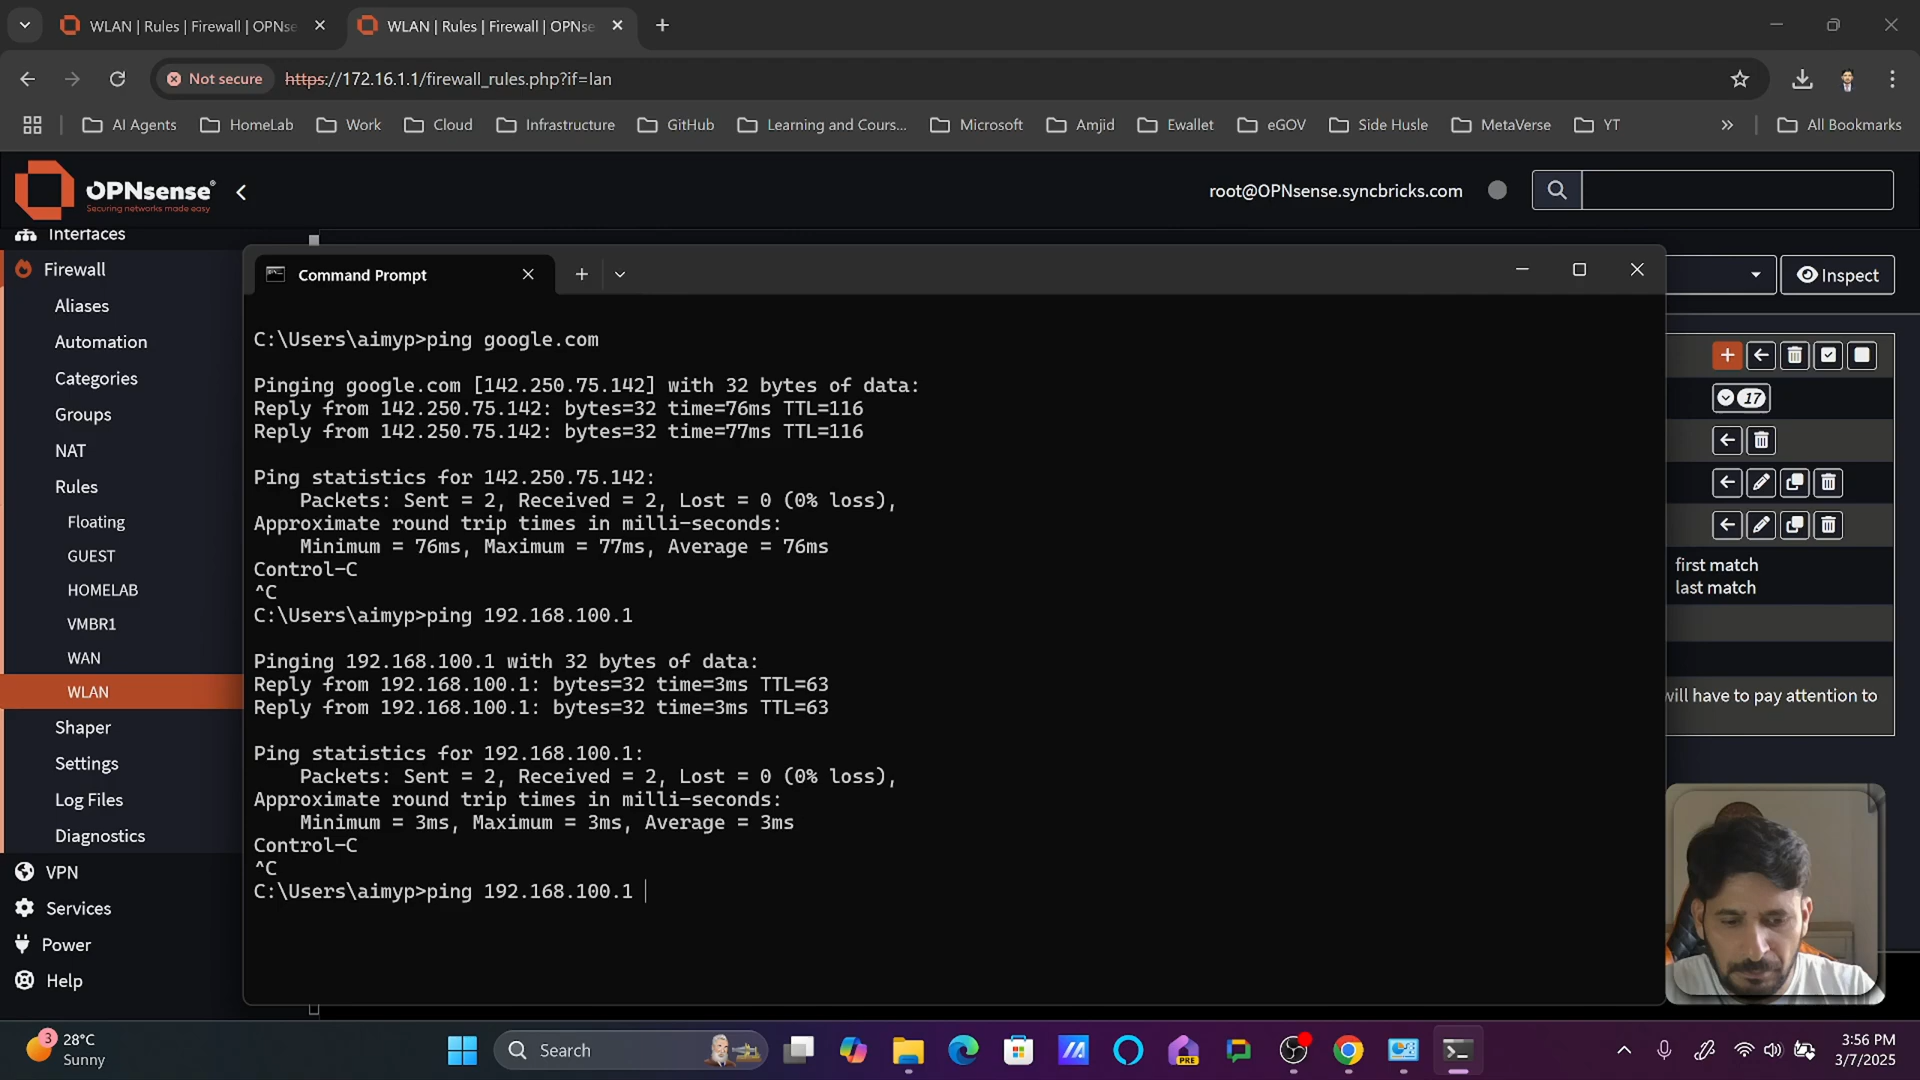 WLAN | Rules | Firewall | OPNse
WLAN | Rules | Firewall | OPNse
Not secure
https://172.16.1.1/firewall_rules.php?if=lan
AI Agents
HomeLab
Work
Cloud
Infrastructure
GitHub
Learning and Cours...
Microsoft
Amjid
Ewallet
eGOV
Side Husle
MetaVerse
YT
All Bookmarks
OPNsense®
Securing networks made easy
root@OPNsense.syncbricks.com
Interfaces
Firewall
Aliases
Automation
Categories
Groups
NAT
Rules
Floating
GUEST
HOMELAB
VMBR1
WAN
WLAN
Shaper
Settings
Log Files
Diagnostics
VPN
Services
Power
Help
Inspect
17
first match
last match
will have to pay attention to
Command Prompt
C:\Users\aimyp>ping google.com
Pinging google.com [142.250.75.142] with 32 bytes of data:
Reply from 142.250.75.142: bytes=32 time=76ms TTL=116
Reply from 142.250.75.142: bytes=32 time=77ms TTL=116
Ping statistics for 142.250.75.142:
Packets: Sent = 2, Received = 2, Lost = 0 (0% loss),
Approximate round trip times in milli-seconds:
Minimum = 76ms, Maximum = 77ms, Average = 76ms
Control-C
^C
C:\Users\aimyp>ping 192.168.100.1
Pinging 192.168.100.1 with 32 bytes of data:
Reply from 192.168.100.1: bytes=32 time=3ms TTL=63
Reply from 192.168.100.1: bytes=32 time=3ms TTL=63
Ping statistics for 192.168.100.1:
Packets: Sent = 2, Received = 2, Lost = 0 (0% loss),
Approximate round trip times in milli-seconds:
Minimum = 3ms, Maximum = 3ms, Average = 3ms
Control-C
^C
C:\Users\aimyp>ping 192.168.100.1
3
28°C
Sunny
Search
PRE
3:56 PM
3/7/2025